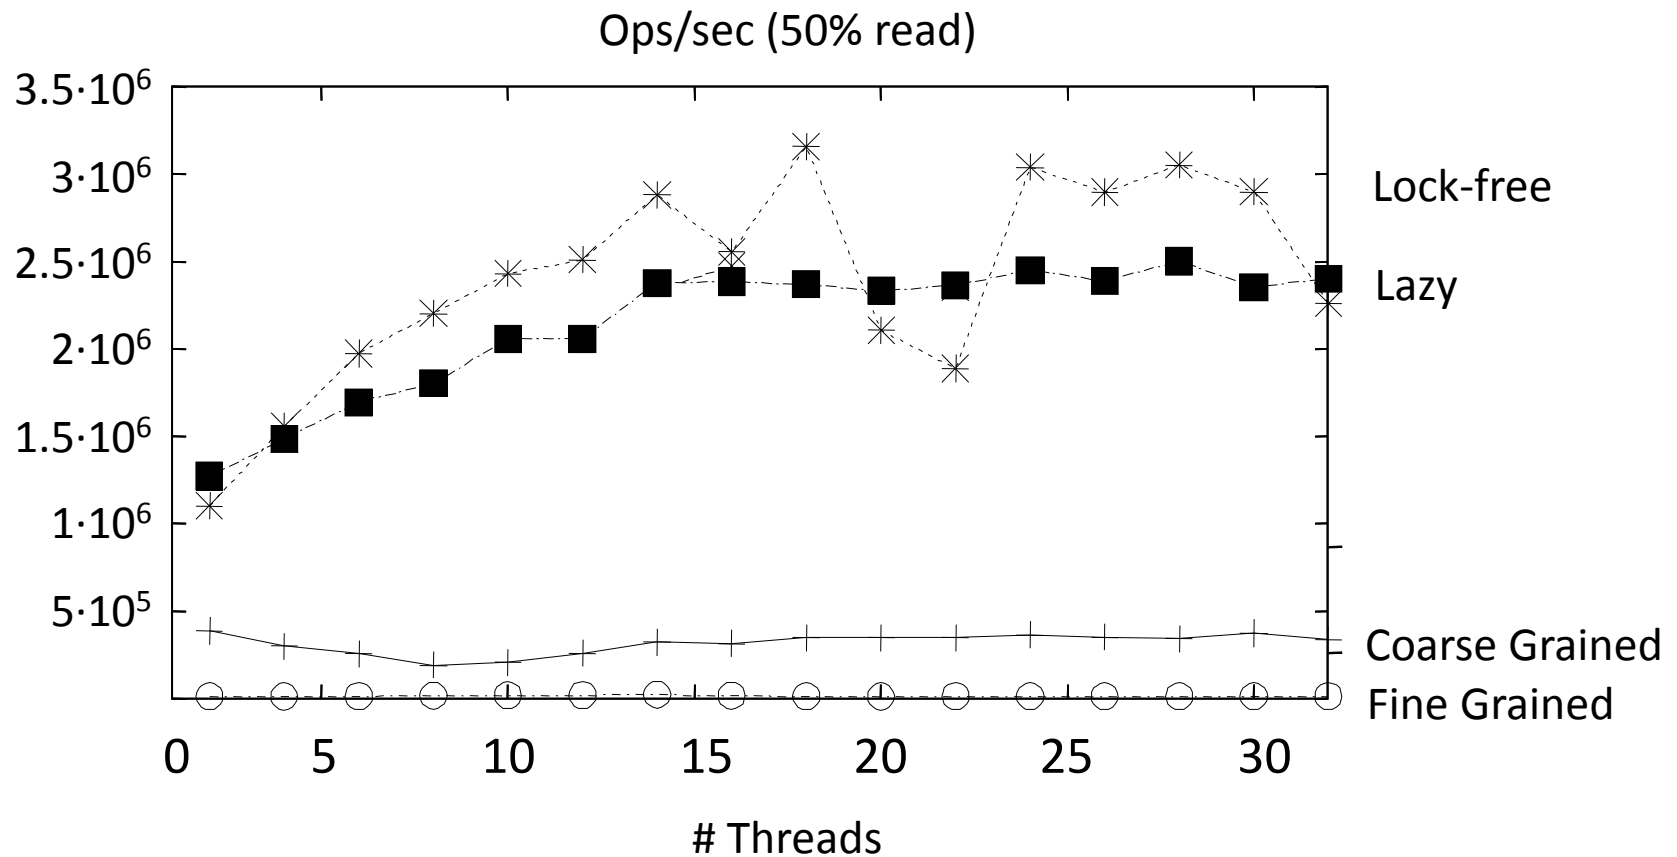 Ops/sec (50% read)
3.5·10⁶
3·10⁶
2.5·10⁶
2·10⁶
1.5·10⁶
1·10⁶
5·10⁵
Lock-free
Lazy
Coarse Grained
Fine Grained
0 5 10 15 20 25 30
# Threads